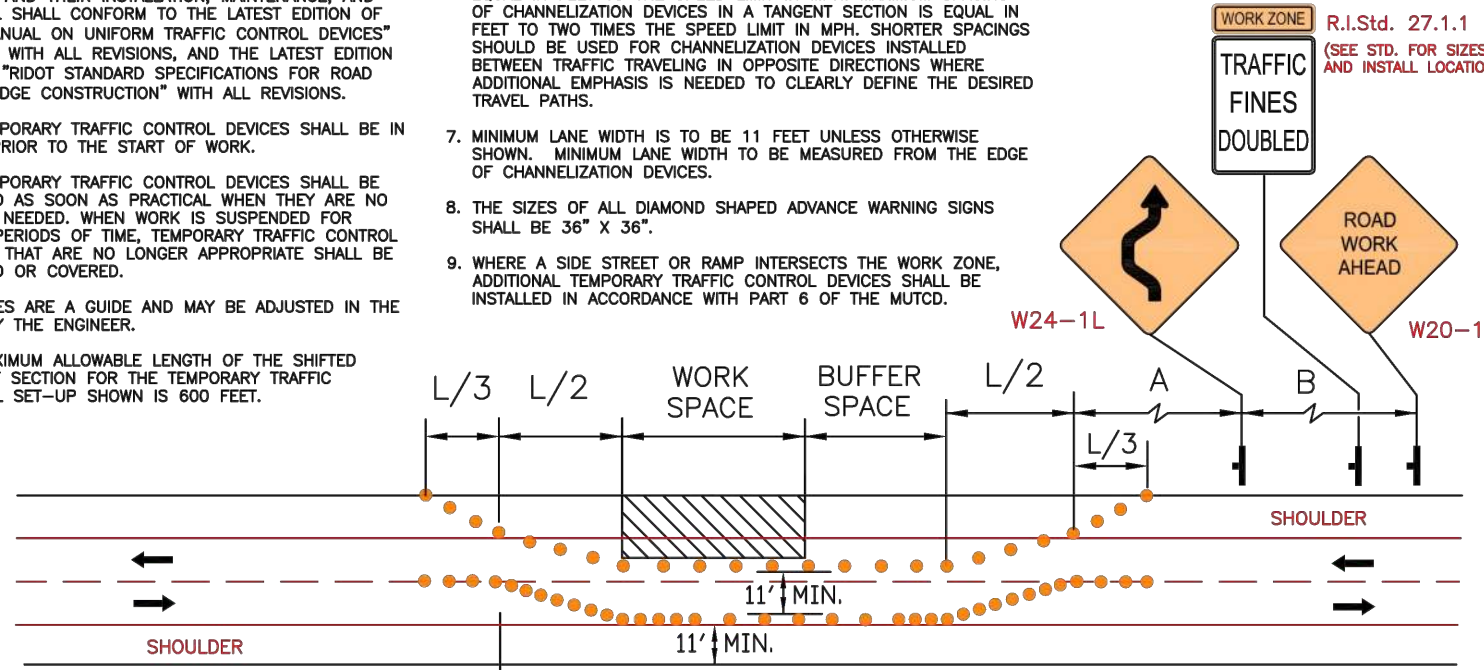 AND THEIR INSTALLATION, MAINTENANCE, AND
SHALL CONFORM TO THE LATEST EDITION OF
UNIFORM TRAFFIC CONTROL DEVICES"
WITH ALL REVISIONS, AND THE LATEST EDITION
"RIDOT STANDARD SPECIFICATIONS FOR ROAD
CONSTRUCTION" WITH ALL REVISIONS.
TRAFFIC CONTROL DEVICES SHALL BE IN
PRIOR TO THE START OF WORK.
TRAFFIC CONTROL DEVICES SHALL BE
AS SOON AS PRACTICAL WHEN THEY ARE NO
NEEDED. WHEN WORK IS SUSPENDED FOR
PERIODS OF TIME, TEMPORARY TRAFFIC CONTROL
THAT ARE NO LONGER APPROPRIATE SHALL BE
OR COVERED.
ARE A GUIDE AND MAY BE ADJUSTED IN THE
THE ENGINEER.
ALLOWABLE LENGTH OF THE SHIFTED
SECTION FOR THE TEMPORARY TRAFFIC
SET-UP SHOWN IS 600 FEET.
OF CHANNELIZATION DEVICES IN A TANGENT SECTION IS EQUAL IN
FEET TO TWO TIMES THE SPEED LIMIT IN MPH. SHORTER SPACINGS
SHOULD BE USED FOR CHANNELIZATION DEVICES INSTALLED
BETWEEN TRAFFIC TRAVELING IN OPPOSITE DIRECTIONS WHERE
ADDITIONAL EMPHASIS IS NEEDED TO CLEARLY DEFINE THE DESIRED
TRAVEL PATHS.
7. MINIMUM LANE WIDTH IS TO BE 11 FEET UNLESS OTHERWISE
SHOWN. MINIMUM LANE WIDTH TO BE MEASURED FROM THE EDGE
OF CHANNELIZATION DEVICES.
8. THE SIZES OF ALL DIAMOND SHAPED ADVANCE WARNING SIGNS
SHALL BE 36" X 36".
9. WHERE A SIDE STREET OR RAMP INTERSECTS THE WORK ZONE,
ADDITIONAL TEMPORARY TRAFFIC CONTROL DEVICES SHALL BE
INSTALLED IN ACCORDANCE WITH PART 6 OF THE MUTCD.
WORK ZONE
TRAFFIC
FINES
DOUBLED
R.I.Std. 27.1.1
(SEE STD. FOR SIZES
AND INSTALL
ROAD
WORK
AHEAD
W24-1L
W20-1
L/3
L/2
WORK
SPACE
BUFFER
SPACE
L/2
A
B
L/3
SHOULDER
11' MIN.
SHOULDER
11' MIN.